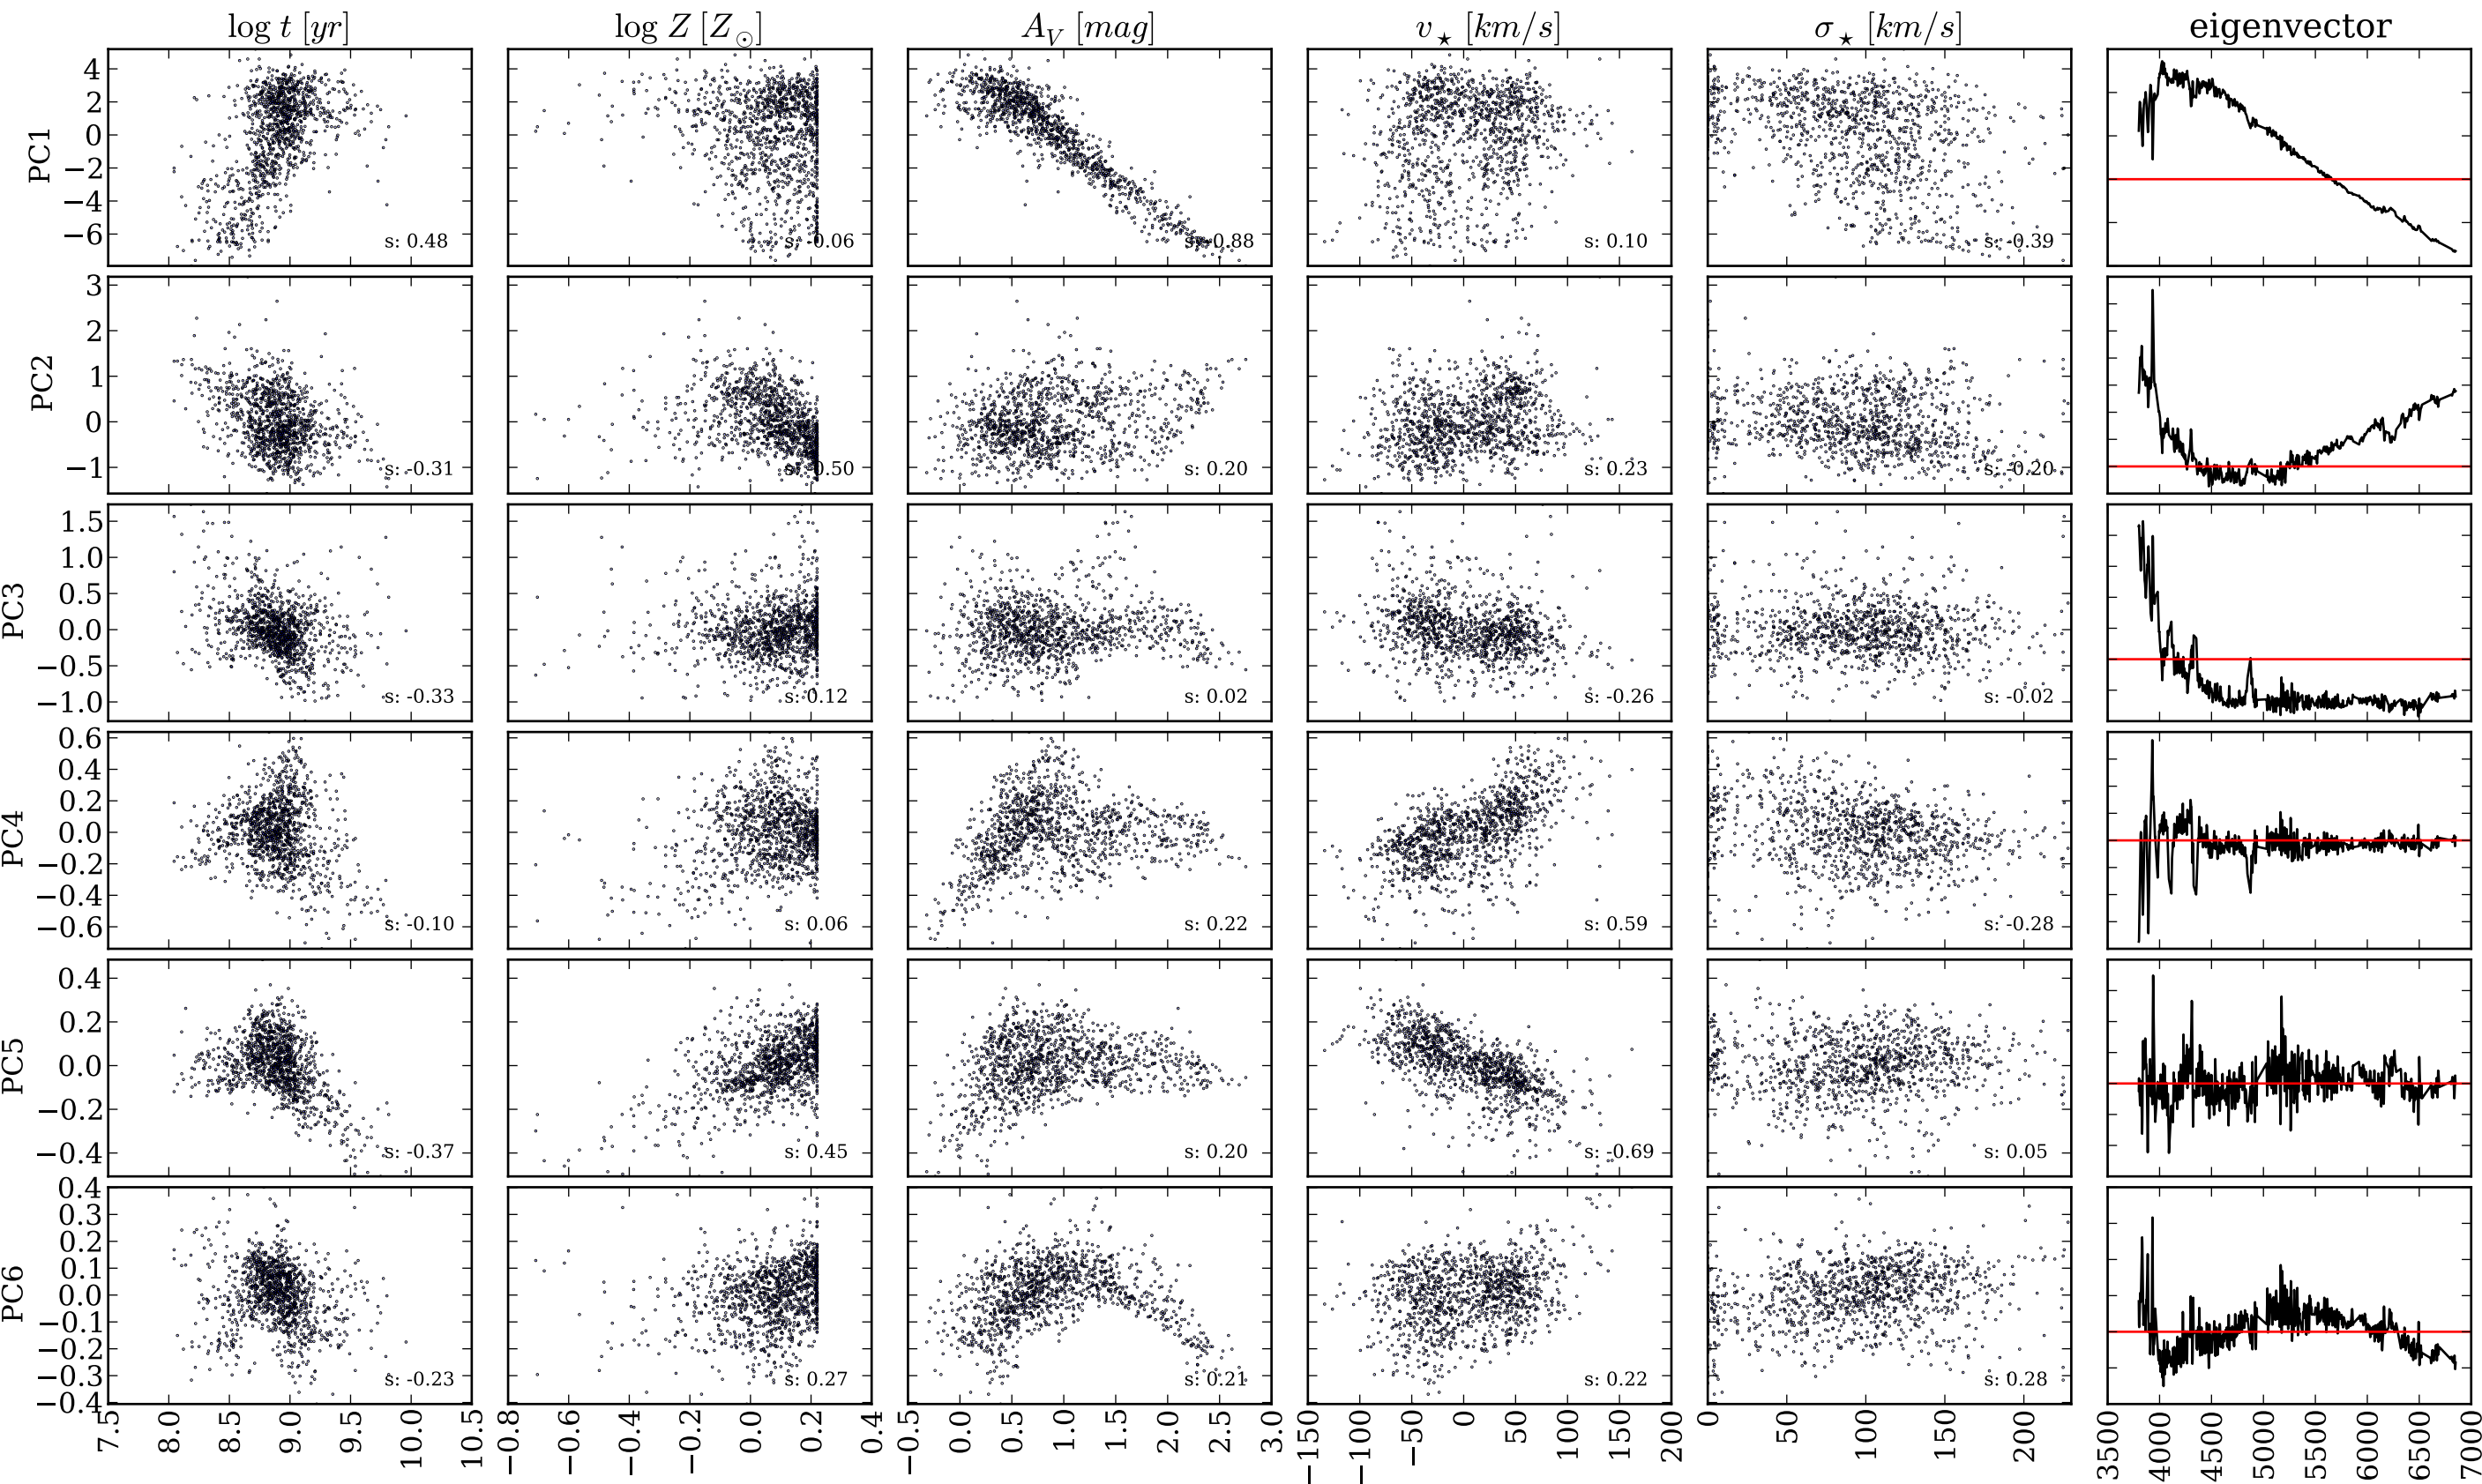 log t [yr] log Z [Z⊙] A_V [mag] v⋆ [km/s] σ⋆ [km/s] eigenvector
PC1
4
2
0
−2
−4
−6
s: 0.48 s: -0.06 s: -0.88 s: 0.10 s: -0.39
PC2
3
2
1
0
−1
s: -0.31 s: -0.50 s: 0.20 s: 0.23 s: -0.20
PC3
1.5
1.0
0.5
0.0
−0.5
−1.0
s: -0.33 s: 0.12 s: 0.02 s: -0.26 s: -0.02
PC4
0.6
0.4
0.2
0.0
−0.2
−0.4
−0.6
s: -0.10 s: 0.06 s: 0.22 s: 0.59 s: -0.28
PC5
0.4
0.2
0.0
−0.2
−0.4
s: -0.37 s: 0.45 s: 0.20 s: -0.69 s: 0.05
PC6
0.4
0.3
0.2
0.1
0.0
−0.1
−0.2
−0.3
−0.4
s: -0.23 s: 0.27 s: 0.21 s: 0.22 s: 0.28
7.5 8.0 8.5 9.0 9.5 10.0 10.5 −0.8 −0.6 −0.4 −0.2 0.0 0.2 0.4 −0.5 0.0 0.5 1.0 1.5 2.0 2.5 3.0 −150 −100 −50 0 50 100 150 200 0 50 100 150 200 3500 4000 4500 5000 5500 6000 6500 7000